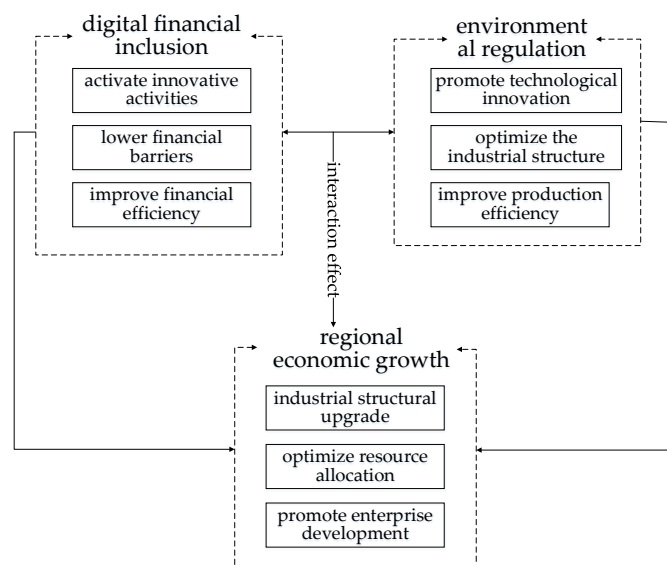 digital financial
inclusion
activate innovative
activities
lower financial
barriers
improve financial
efficiency
environment
al regulation
promote technological
innovation
optimize the
industrial structure
improve production
efficiency
interaction effect
regional
economic growth
industrial structural
upgrade
optimize resource
allocation
promote enterprise
development